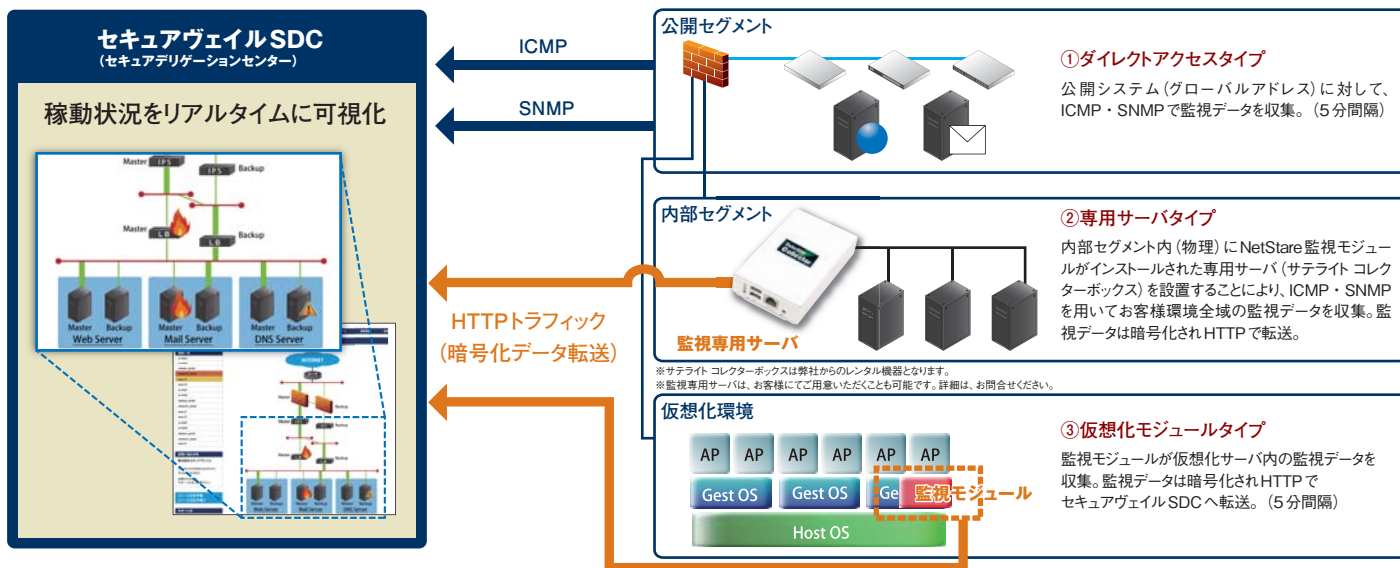 セキュアヴェイルSDC
(セキュアデリゲーションセンター)
稼動状況をリアルタイムに可視化
Master
IPS
IPS
Backup
Master
LB
LB
Backup
Master
Backup
Web Server
Master
Backup
Mail Server
Master
Backup
DNS Server
INTERNET
Web Server
Mail Server
DNS Server
ICMP
SNMP
HTTPトラフィック
(暗号化データ転送)
公開セグメント
①ダイレクトアクセスタイプ
公開システム(グローバルアドレス)に対して、
ICMP・SNMPで監視データを収集。(5分間隔)
内部セグメント
監視専用サーバ
②専用サーバタイプ
内部セグメント内(物理)にNetStare監視モジュー
ルがインストールされた専用サーバ(サテライト コレク
ターボックス)を設置することにより、ICMP・SNMP
を用いてお客様環境全域の監視データを収集。監
視データは暗号化されHTTPで転送。
※サテライト コレクターボックスは弊社からのレンタル機器となります。
※監視専用サーバは、お客様にてご用意いただくことも可能です。詳細は、お問合せください。
仮想化環境
AP AP AP AP AP AP
Gest OS Gest OS Ge 監視モジュール
Host OS
③仮想化モジュールタイプ
監視モジュールが仮想化サーバ内の監視データを
収集。監視データは暗号化されHTTPで
セキュアヴェイルSDCへ転送。(5分間隔)